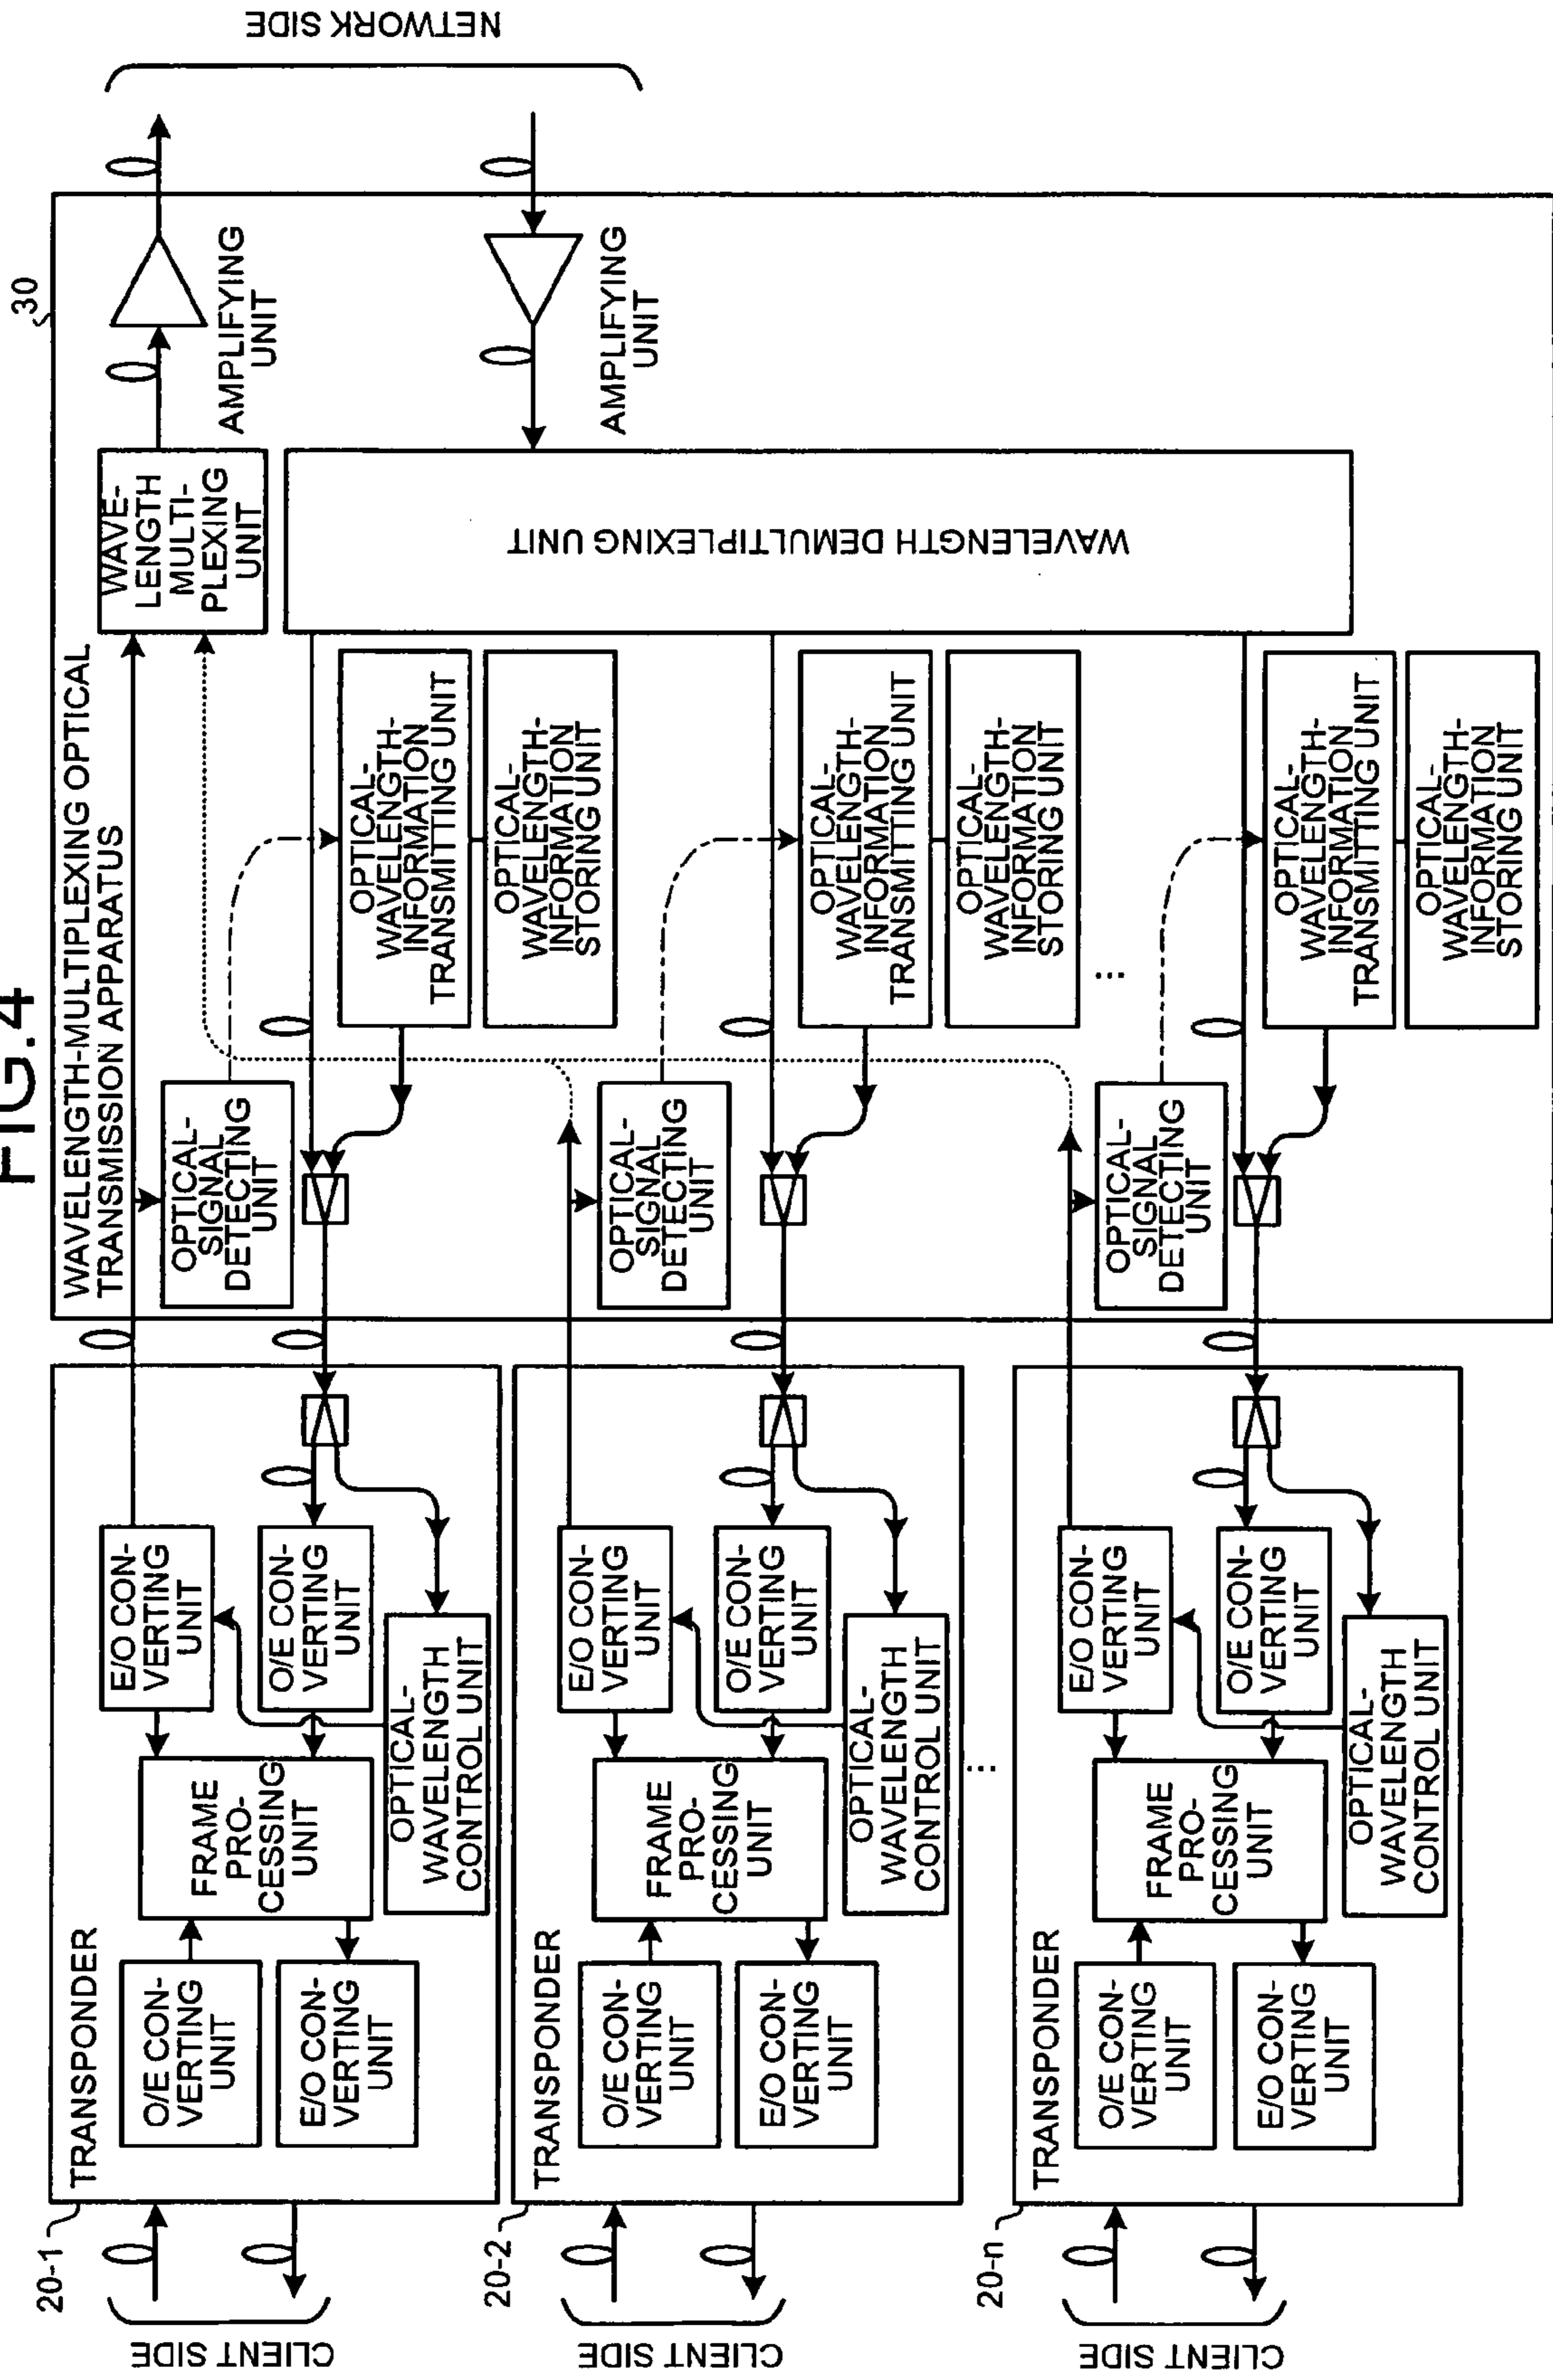 FIG.4
20-1
TRANSPONDER
CLIENT SIDE
O/E CON-
VERTING
UNIT
E/O CON-
VERTING
UNIT
FRAME
PRO-
CESSING
UNIT
E/O CON-
VERTING
UNIT
O/E CON-
VERTING
UNIT
OPTICAL-
WAVELENGTH
CONTROL UNIT
20-2
TRANSPONDER
CLIENT SIDE
O/E CON-
VERTING
UNIT
E/O CON-
VERTING
UNIT
FRAME
PRO-
CESSING
UNIT
E/O CON-
VERTING
UNIT
O/E CON-
VERTING
UNIT
OPTICAL-
WAVELENGTH
CONTROL UNIT
...
20-n
TRANSPONDER
CLIENT SIDE
O/E CON-
VERTING
UNIT
E/O CON-
VERTING
UNIT
FRAME
PRO-
CESSING
UNIT
E/O CON-
VERTING
UNIT
O/E CON-
VERTING
UNIT
OPTICAL-
WAVELENGTH
CONTROL UNIT
30
WAVELENGTH-MULTIPLEXING OPTICAL
TRANSMISSION APPARATUS
OPTICAL-
SIGNAL
DETECTING
UNIT
OPTICAL-
WAVELENGTH-
INFORMATION
TRANSMITTING UNIT
OPTICAL-
WAVELENGTH-
INFORMATION
STORING UNIT
OPTICAL-
SIGNAL
DETECTING
UNIT
OPTICAL-
WAVELENGTH-
INFORMATION
TRANSMITTING UNIT
OPTICAL-
WAVELENGTH-
INFORMATION
STORING UNIT
...
OPTICAL-
SIGNAL
DETECTING
UNIT
OPTICAL-
WAVELENGTH-
INFORMATION
TRANSMITTING UNIT
OPTICAL-
WAVELENGTH-
INFORMATION
STORING UNIT
WAVE-
LENGTH
MULTI-
PLEXING
UNIT
WAVELENGTH DEMULTIPLEXING UNIT
AMPLIFYING
UNIT
AMPLIFYING
UNIT
NETWORK SIDE